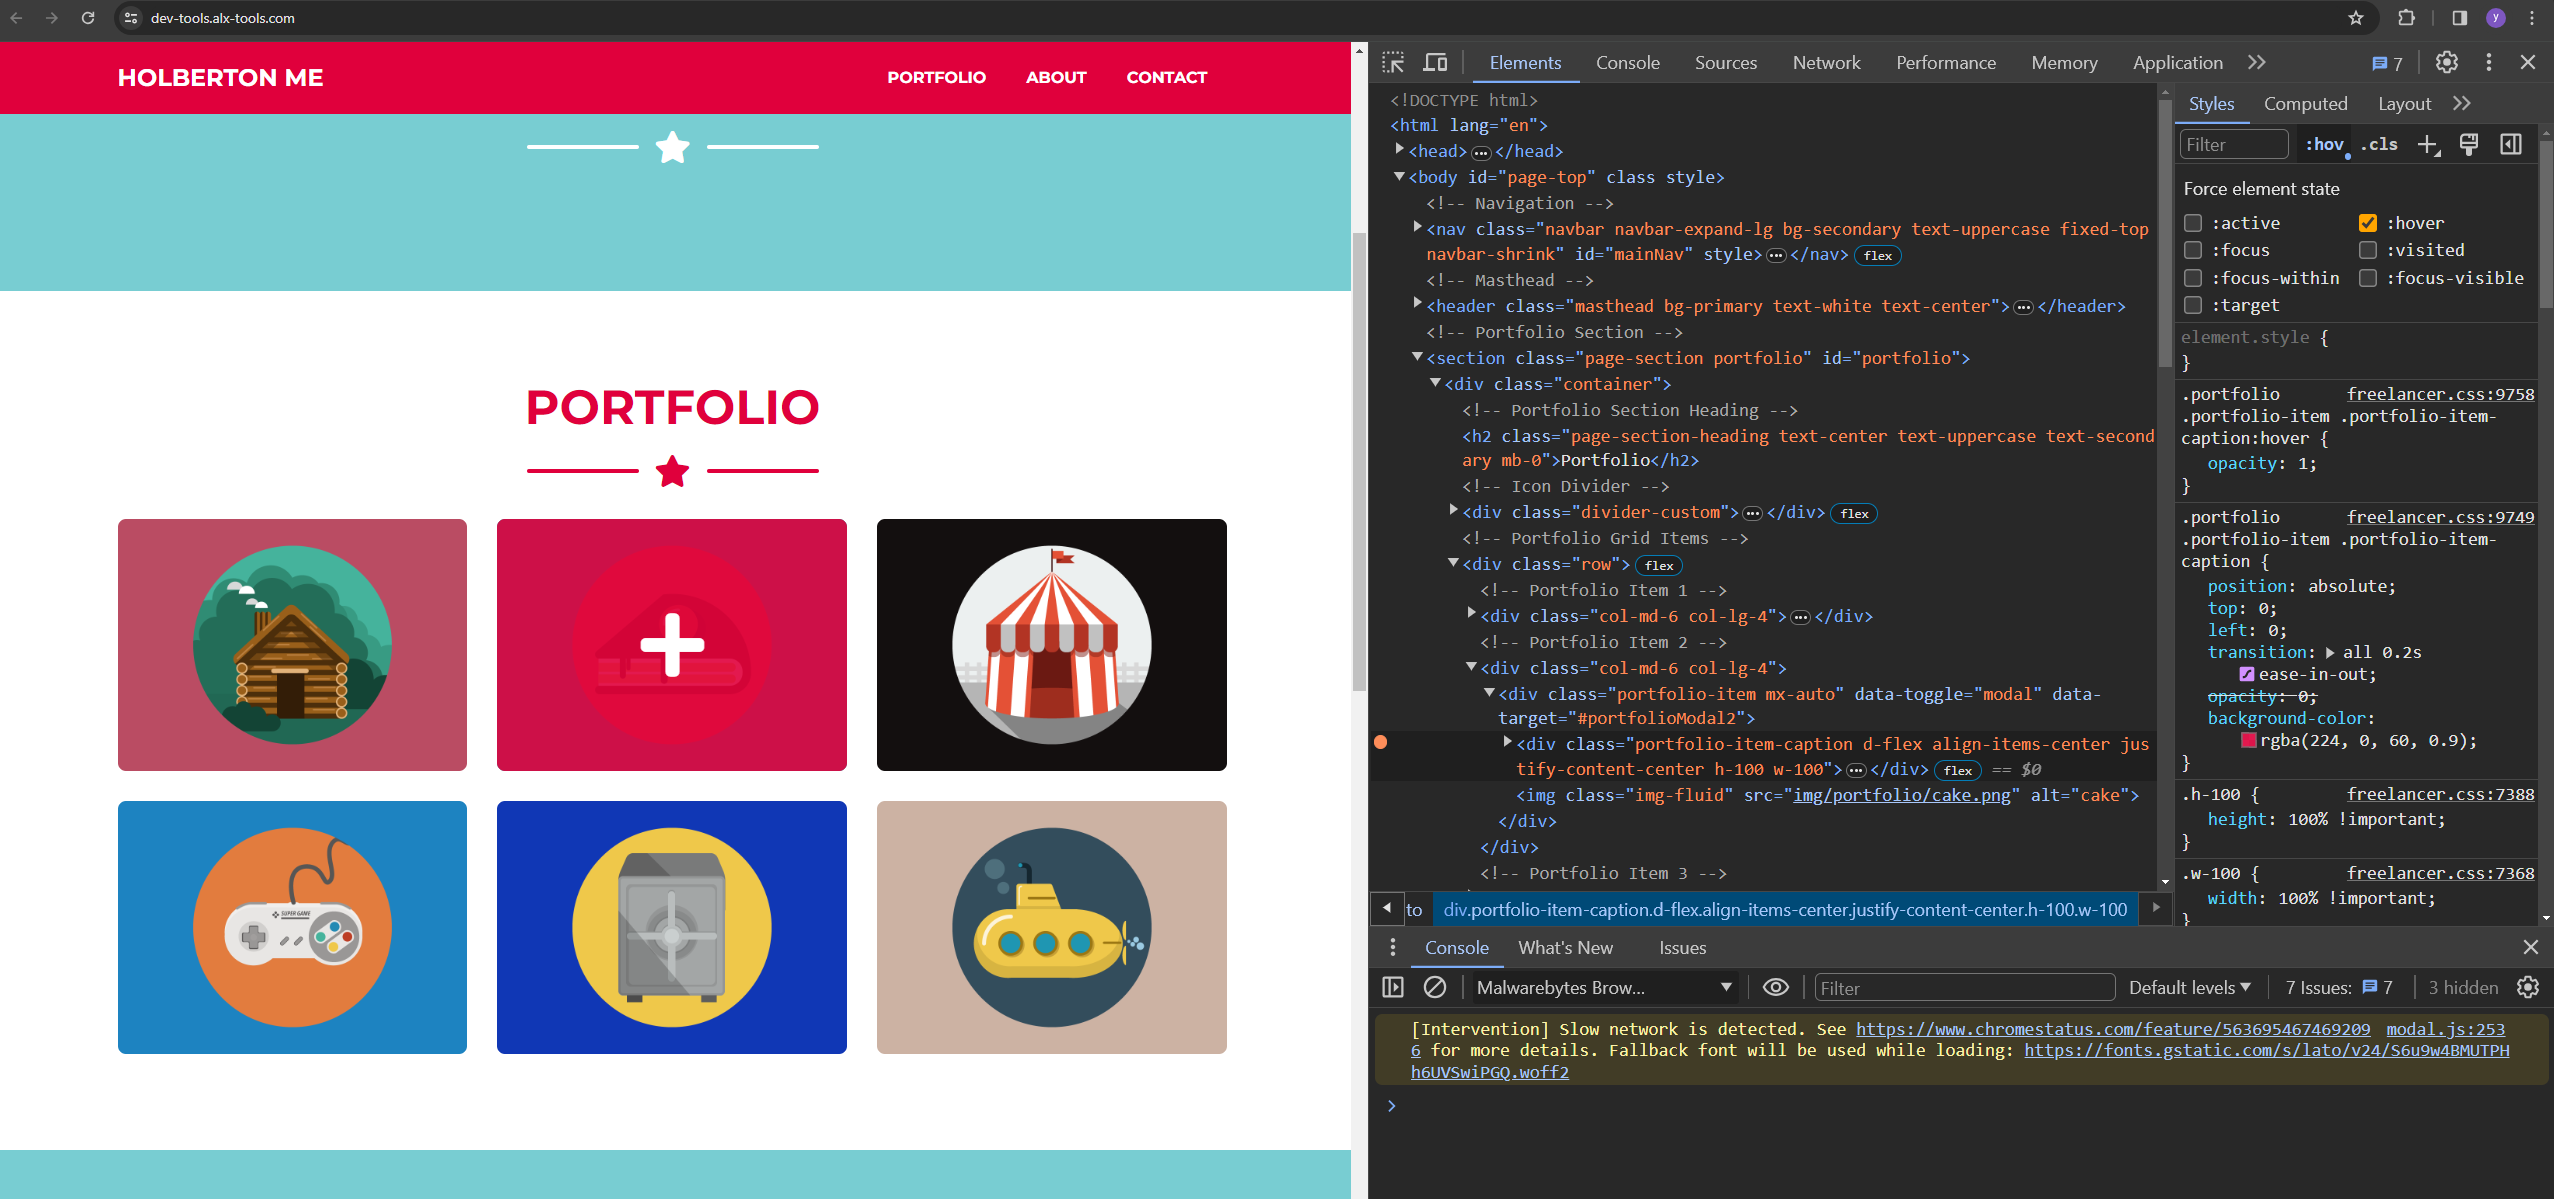 dev-tools.alx-tools.com
HOLBERTON ME
PORTFOLIO
ABOUT
CONTACT
PORTFOLIO
SUPER GAME
Elements
Console
Sources
Network
Performance
Memory
Application
7
<!DOCTYPE html>
<html lang="en">
<head>…</head>
<body id="page-top" class style>
<!-- Navigation -->
<nav class="navbar navbar-expand-lg bg-secondary text-uppercase fixed-top
navbar-shrink" id="mainNav" style>…</nav> flex
<!-- Masthead -->
<header class="masthead bg-primary text-white text-center">…</header>
<!-- Portfolio Section -->
<section class="page-section portfolio" id="portfolio">
<div class="container">
<!-- Portfolio Section Heading -->
<h2 class="page-section-heading text-center text-uppercase text-second
ary mb-0">Portfolio</h2>
<!-- Icon Divider -->
<div class="divider-custom">…</div> flex
<!-- Portfolio Grid Items -->
<div class="row"> flex
<!-- Portfolio Item 1 -->
<div class="col-md-6 col-lg-4">…</div>
<!-- Portfolio Item 2 -->
<div class="col-md-6 col-lg-4">
<div class="portfolio-item mx-auto" data-toggle="modal" data-
target="#portfolioModal2">
<div class="portfolio-item-caption d-flex align-items-center jus
tify-content-center h-100 w-100">…</div> flex == $0
<img class="img-fluid" src="img/portfolio/cake.png" alt="cake">
</div>
</div>
<!-- Portfolio Item 3 -->
to
div.portfolio-item-caption.d-flex.align-items-center.justify-content-center.h-100.w-100
Styles
Computed
Layout
Filter
:hov
.cls
Force element state
:active
:hover
:focus
:visited
:focus-within
:focus-visible
:target
element.style {
}
.portfolio freelancer.css:9758
.portfolio-item .portfolio-item-
caption:hover {
opacity: 1;
}
.portfolio freelancer.css:9749
.portfolio-item .portfolio-item-
caption {
position: absolute;
top: 0;
left: 0;
transition: all 0.2s
ease-in-out;
opacity: 0;
background-color:
rgba(224, 0, 60, 0.9);
}
.h-100 { freelancer.css:7388
height: 100% !important;
}
.w-100 { freelancer.css:7368
width: 100% !important;
}
Console
What's New
Issues
Malwarebytes Brow...
Filter
Default levels
7 Issues: 7
3 hidden
[Intervention] Slow network is detected. See https://www.chromestatus.com/feature/563695467469209 modal.js:253
6 for more details. Fallback font will be used while loading: https://fonts.gstatic.com/s/lato/v24/S6u9w4BMUTPH
h6UVSwiPGQ.woff2
y